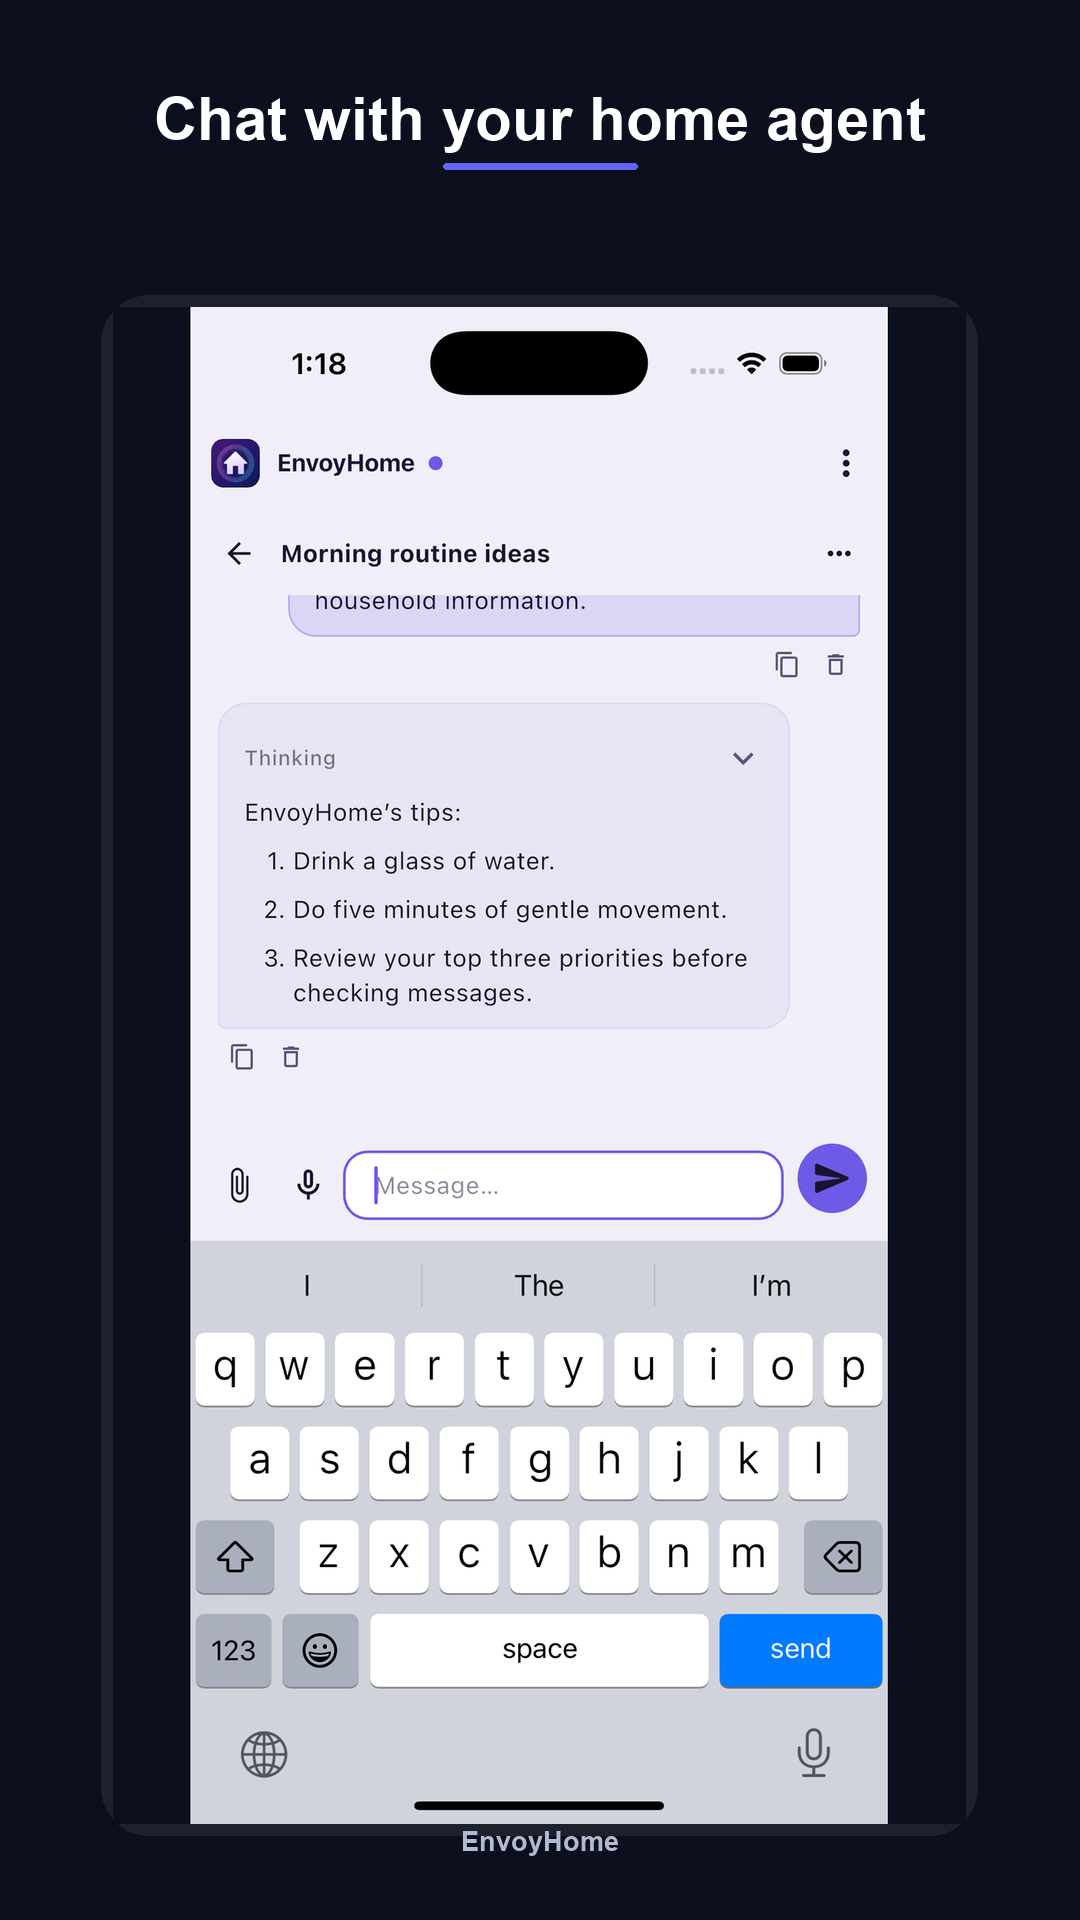 Chat with your home agent
1:18
EnvoyHome
Morning routine ideas
household information.
Thinking
EnvoyHome’s tips:
1. Drink a glass of water.
2. Do five minutes of gentle movement.
3. Review your top three priorities before
checking messages.
Message...
I The I’m
q w e r t y u i o p
a s d f g h j k l
z x c v b n m
123 space send
EnvoyHome